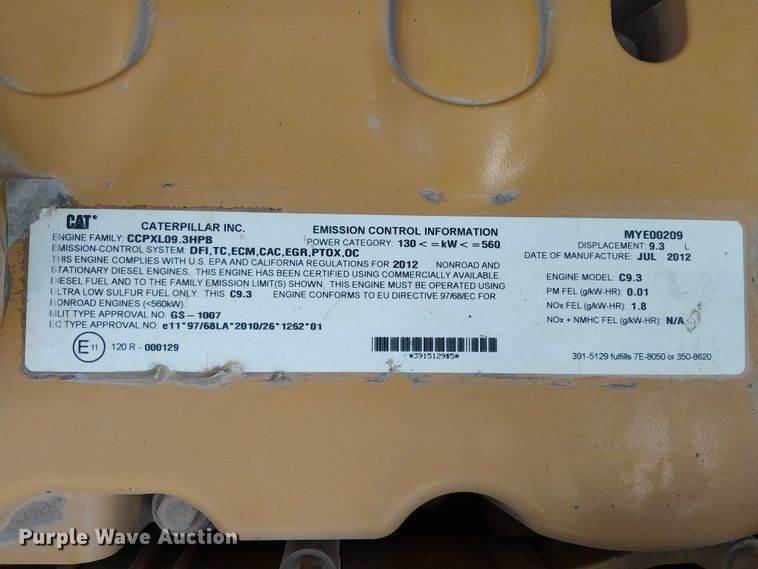 CAT®
CATERPILLAR INC.
EMISSION CONTROL INFORMATION
MYE00209
ENGINE FAMILY: CCPXL09.3HPB
POWER CATEGORY: 130 < =kW < =560
DISPLACEMENT: 9.3 L
EMISSION-CONTROL SYSTEM: DFI,TC,ECM,CAC,EGR,PTOX,OC
DATE OF MANUFACTURE: JUL 2012
THIS ENGINE COMPLIES WITH U.S. EPA AND CALIFORNIA REGULATIONS FOR 2012 NONROAD AND
STATIONARY DIESEL ENGINES. THIS ENGINE HAS BEEN CERTIFIED USING COMMERCIALLY AVAILABLE
DIESEL FUEL AND TO THE FAMILY EMISSION LIMIT(S) SHOWN. THIS ENGINE MUST BE OPERATED USING
ULTRA LOW SULFUR FUEL ONLY. THIS C9.3 ENGINE CONFORMS TO EU DIRECTIVE 97/68/EC FOR
NONROAD ENGINES (<560kW).
MLIT TYPE APPROVAL NO. GS-1007
EC TYPE APPROVAL NO: e11*97/68LA*2010/26*1262*01
ENGINE MODEL: C9.3
PM FEL (g/kW-HR): 0.01
NOx FEL (g/kW-HR): 1.8
NOx + NMHC FEL (g/kW-HR): N/A
E11 120 R - 000129
*3915129$5*
391-5129 fulfills 7E-8050 or 350-8620
Purple Wave Auction